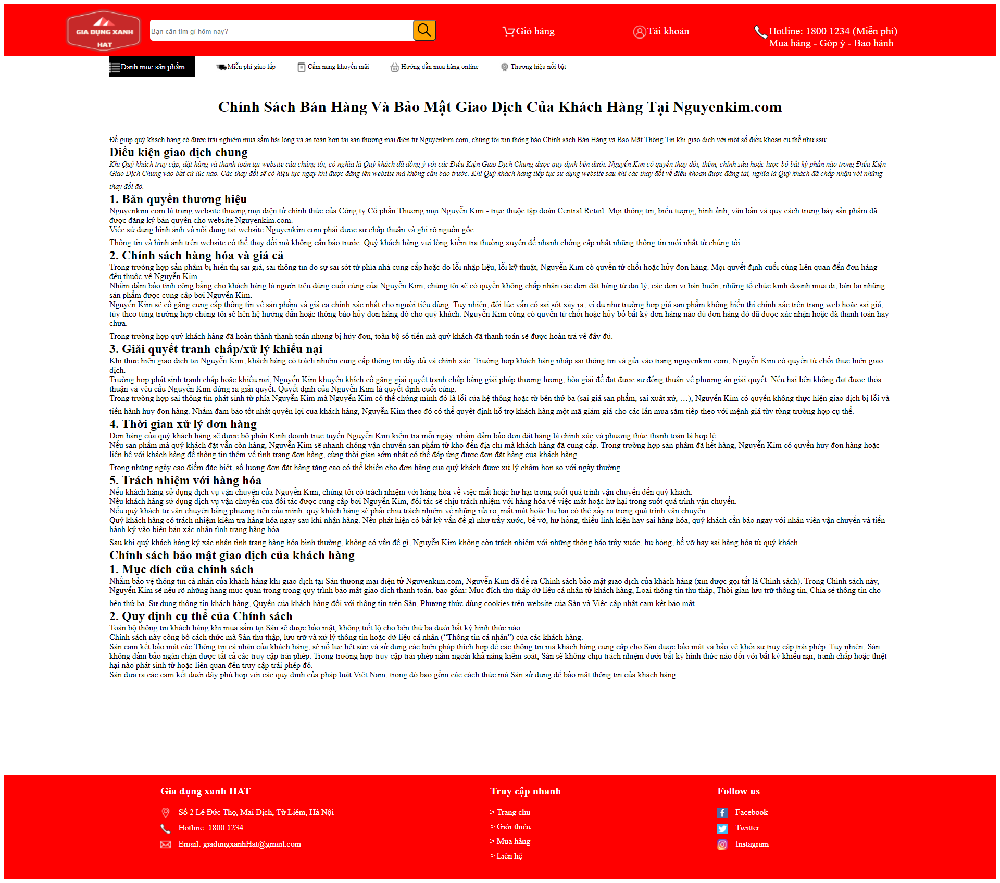 GIA DỤNG XANH
HAT
Bạn cần tìm gì hôm nay?
Giỏ hàng
Tài khoản
Hotline: 1800 1234 (Miễn phí)
Mua hàng - Góp ý - Bảo hành
Danh mục sản phẩm
Miễn phí giao lắp
Cẩm nang khuyến mãi
Hướng dẫn mua hàng online
Thương hiệu nổi bật
Chính Sách Bán Hàng Và Bảo Mật Giao Dịch Của Khách Hàng Tại Nguyenkim.com
Để giúp quý khách hàng có được trải nghiệm mua sắm hài lòng và an toàn hơn tại sàn thương mại điện tử Nguyenkim.com, chúng tôi xin thông báo Chính sách Bán Hàng và Bảo Mật Thông Tin khi giao dịch với một số điều khoản cụ thể như sau:
Điều kiện giao dịch chung
Khi Quý khách truy cập, đặt hàng và thanh toán tại website của chúng tôi, có nghĩa là Quý khách đã đồng ý với các Điều Kiện Giao Dịch Chung được quy định bên dưới. Nguyễn Kim có quyền thay đổi, thêm, chỉnh sửa hoặc lược bỏ bất kỳ phần nào trong Điều Kiện
Giao Dịch Chung vào bất cứ lúc nào. Các thay đổi sẽ có hiệu lực ngay khi được đăng lên website mà không cần báo trước. Khi Quý khách hàng tiếp tục sử dụng website sau khi các thay đổi về điều khoản được đăng tải, nghĩa là Quý khách đã chấp nhận với những
thay đổi đó.
1. Bản quyền thương hiệu
Nguyenkim.com là trang website thương mại điện tử chính thức của Công ty Cổ phần Thương mại Nguyễn Kim - trực thuộc tập đoàn Central Retail. Mọi thông tin, biểu tượng, hình ảnh, văn bản và quy cách trưng bày sản phẩm đã
được đăng ký bản quyền cho website Nguyenkim.com.
Việc sử dụng hình ảnh và nội dung tại website Nguyenkim.com phải được sự chấp thuận và ghi rõ nguồn gốc.
Thông tin và hình ảnh trên website có thể thay đổi mà không cần báo trước. Quý khách hàng vui lòng kiểm tra thường xuyên để nhanh chóng cập nhật những thông tin mới nhất từ chúng tôi.
2. Chính sách hàng hóa và giá cả
Trong trường hợp sản phẩm bị hiển thị sai giá, sai thông tin do sự sai sót từ phía nhà cung cấp hoặc do lỗi nhập liệu, lỗi kỹ thuật, Nguyễn Kim có quyền từ chối hoặc hủy đơn hàng. Mọi quyết định cuối cùng liên quan đến đơn hàng
đều thuộc về Nguyễn Kim.
Nhằm đảm bảo tính công bằng cho khách hàng là người tiêu dùng cuối cùng của Nguyễn Kim, chúng tôi sẽ có quyền không chấp nhận các đơn đặt hàng từ đại lý, các đơn vị bán buôn, những tổ chức kinh doanh mua đi, bán lại những
sản phẩm được cung cấp bởi Nguyễn Kim.
Nguyễn Kim sẽ cố gắng cung cấp thông tin về sản phẩm và giá cả chính xác nhất cho người tiêu dùng. Tuy nhiên, đôi lúc vẫn có sai sót xảy ra, ví dụ như trường hợp giá sản phẩm không hiển thị chính xác trên trang web hoặc sai giá,
tùy theo từng trường hợp chúng tôi sẽ liên hệ hướng dẫn hoặc thông báo hủy đơn hàng đó cho quý khách. Nguyễn Kim cũng có quyền từ chối hoặc hủy bỏ bất kỳ đơn hàng nào dù đơn hàng đó đã được xác nhận hoặc đã thanh toán hay
chưa.
Trong trường hợp quý khách hàng đã hoàn thành thanh toán nhưng bị hủy đơn, toàn bộ số tiền mà quý khách đã thanh toán sẽ được hoàn trả về đầy đủ.
3. Giải quyết tranh chấp/xử lý khiếu nại
Khi thực hiện giao dịch tại Nguyễn Kim, khách hàng có trách nhiệm cung cấp thông tin đầy đủ và chính xác. Trường hợp khách hàng nhập sai thông tin và gửi vào trang nguyenkim.com, Nguyễn Kim có quyền từ chối thực hiện giao
dịch.
Trường hợp phát sinh tranh chấp hoặc khiếu nại, Nguyễn Kim khuyến khích cố gắng giải quyết tranh chấp bằng giải pháp thương lượng, hòa giải để đạt được sự đồng thuận về phương án giải quyết. Nếu hai bên không đạt được thỏa
thuận và yêu cầu Nguyễn Kim đứng ra giải quyết. Quyết định của Nguyễn Kim là quyết định cuối cùng.
Trong trường hợp sai thông tin phát sinh từ phía Nguyễn Kim mà Nguyễn Kim có thể chứng minh đó là lỗi của hệ thống hoặc từ bên thứ ba (sai giá sản phẩm, sai xuất xứ, …), Nguyễn Kim có quyền không thực hiện giao dịch bị lỗi và
tiến hành hủy đơn hàng. Nhằm đảm bảo tốt nhất quyền lợi của khách hàng, Nguyễn Kim theo đó có thể quyết định hỗ trợ khách hàng một mã giảm giá cho các lần mua sắm tiếp theo với mệnh giá tùy từng trường hợp cụ thể.
4. Thời gian xử lý đơn hàng
Đơn hàng của quý khách hàng sẽ được bộ phận Kinh doanh trực tuyến Nguyễn Kim kiểm tra mỗi ngày, nhằm đảm bảo đơn đặt hàng là chính xác và phương thức thanh toán là hợp lệ.
Nếu sản phẩm mà quý khách đặt vẫn còn hàng, Nguyễn Kim sẽ nhanh chóng vận chuyển sản phẩm từ kho đến địa chỉ mà khách hàng đã cung cấp. Trong trường hợp sản phẩm đã hết hàng, Nguyễn Kim có quyền hủy đơn hàng hoặc
liên hệ với khách hàng để thông tin thêm về tình trạng đơn hàng, cùng thời gian sớm nhất có thể đáp ứng được đơn đặt hàng của khách hàng.
Trong những ngày cao điểm đặc biệt, số lượng đơn đặt hàng tăng cao có thể khiến cho đơn hàng của quý khách được xử lý chậm hơn so với ngày thường.
5. Trách nhiệm với hàng hóa
Nếu khách hàng sử dụng dịch vụ vận chuyển của Nguyễn Kim, chúng tôi có trách nhiệm với hàng hóa về việc mất hoặc hư hại trong suốt quá trình vận chuyển đến quý khách.
Nếu khách hàng sử dụng dịch vụ vận chuyển của đối tác được cung cấp bởi Nguyễn Kim, đối tác sẽ chịu trách nhiệm với hàng hóa về việc mất hoặc hư hại trong suốt quá trình vận chuyển.
Nếu quý khách tự vận chuyển bằng phương tiện của mình, quý khách hàng sẽ phải chịu trách nhiệm về những rủi ro, mất mát hoặc hư hại có thể xảy ra trong quá trình vận chuyển.
Quý khách hàng có trách nhiệm kiểm tra hàng hóa ngay sau khi nhận hàng. Nếu phát hiện có bất kỳ vấn đề gì như trầy xước, bể vỡ, hư hỏng, thiếu linh kiện hay sai hàng hóa, quý khách cần báo ngay với nhân viên vận chuyển và tiến
hành ký vào biên bản xác nhận tình trạng hàng hóa.
Sau khi quý khách hàng ký xác nhận tình trạng hàng hóa bình thường, không có vấn đề gì, Nguyễn Kim không còn trách nhiệm với những thông báo trầy xước, hư hỏng, bể vỡ hay sai hàng hóa từ quý khách.
Chính sách bảo mật giao dịch của khách hàng
1. Mục đích của chính sách
Nhằm bảo vệ thông tin cá nhân của khách hàng khi giao dịch tại Sàn thương mại điện tử Nguyenkim.com, Nguyễn Kim đã đề ra Chính sách bảo mật giao dịch của khách hàng (xin được gọi tắt là Chính sách). Trong Chính sách này,
Nguyễn Kim sẽ nêu rõ những hạng mục quan trọng trong quy trình bảo mật giao dịch thanh toán, bao gồm: Mục đích thu thập dữ liệu cá nhân từ khách hàng, Loại thông tin thu thập, Thời gian lưu trữ thông tin, Chia sẻ thông tin cho
bên thứ ba, Sử dụng thông tin khách hàng, Quyền của khách hàng đối với thông tin trên Sàn, Phương thức dùng cookies trên website của Sàn và Việc cập nhật cam kết bảo mật.
2. Quy định cụ thể của Chính sách
Toàn bộ thông tin khách hàng khi mua sắm tại Sàn sẽ được bảo mật, không tiết lộ cho bên thứ ba dưới bất kỳ hình thức nào.
Chính sách này công bố cách thức mà Sàn thu thập, lưu trữ và xử lý thông tin hoặc dữ liệu cá nhân (“Thông tin cá nhân”) của các khách hàng.
Sàn cam kết bảo mật các Thông tin cá nhân của khách hàng, sẽ nỗ lực hết sức và sử dụng các biện pháp thích hợp để các thông tin mà khách hàng cung cấp cho Sàn được bảo mật và bảo vệ khỏi sự truy cập trái phép. Tuy nhiên, Sàn
không đảm bảo ngăn chặn được tất cả các truy cập trái phép. Trong trường hợp truy cập trái phép nằm ngoài khả năng kiểm soát, Sàn sẽ không chịu trách nhiệm dưới bất kỳ hình thức nào đối với bất kỳ khiếu nại, tranh chấp hoặc thiệt
hại nào phát sinh từ hoặc liên quan đến truy cập trái phép đó.
Sàn đưa ra các cam kết dưới đây phù hợp với các quy định của pháp luật Việt Nam, trong đó bao gồm các cách thức mà Sàn sử dụng để bảo mật thông tin của khách hàng.
Gia dụng xanh HAT
Số 2 Lê Đức Thọ, Mai Dịch, Từ Liêm, Hà Nội
Hotline: 1800 1234
Email: giadungxanhHat@gmail.com
Truy cập nhanh
> Trang chủ
> Giới thiệu
> Mua hàng
> Liên hệ
Follow us
Facebook
Twitter
Instagram